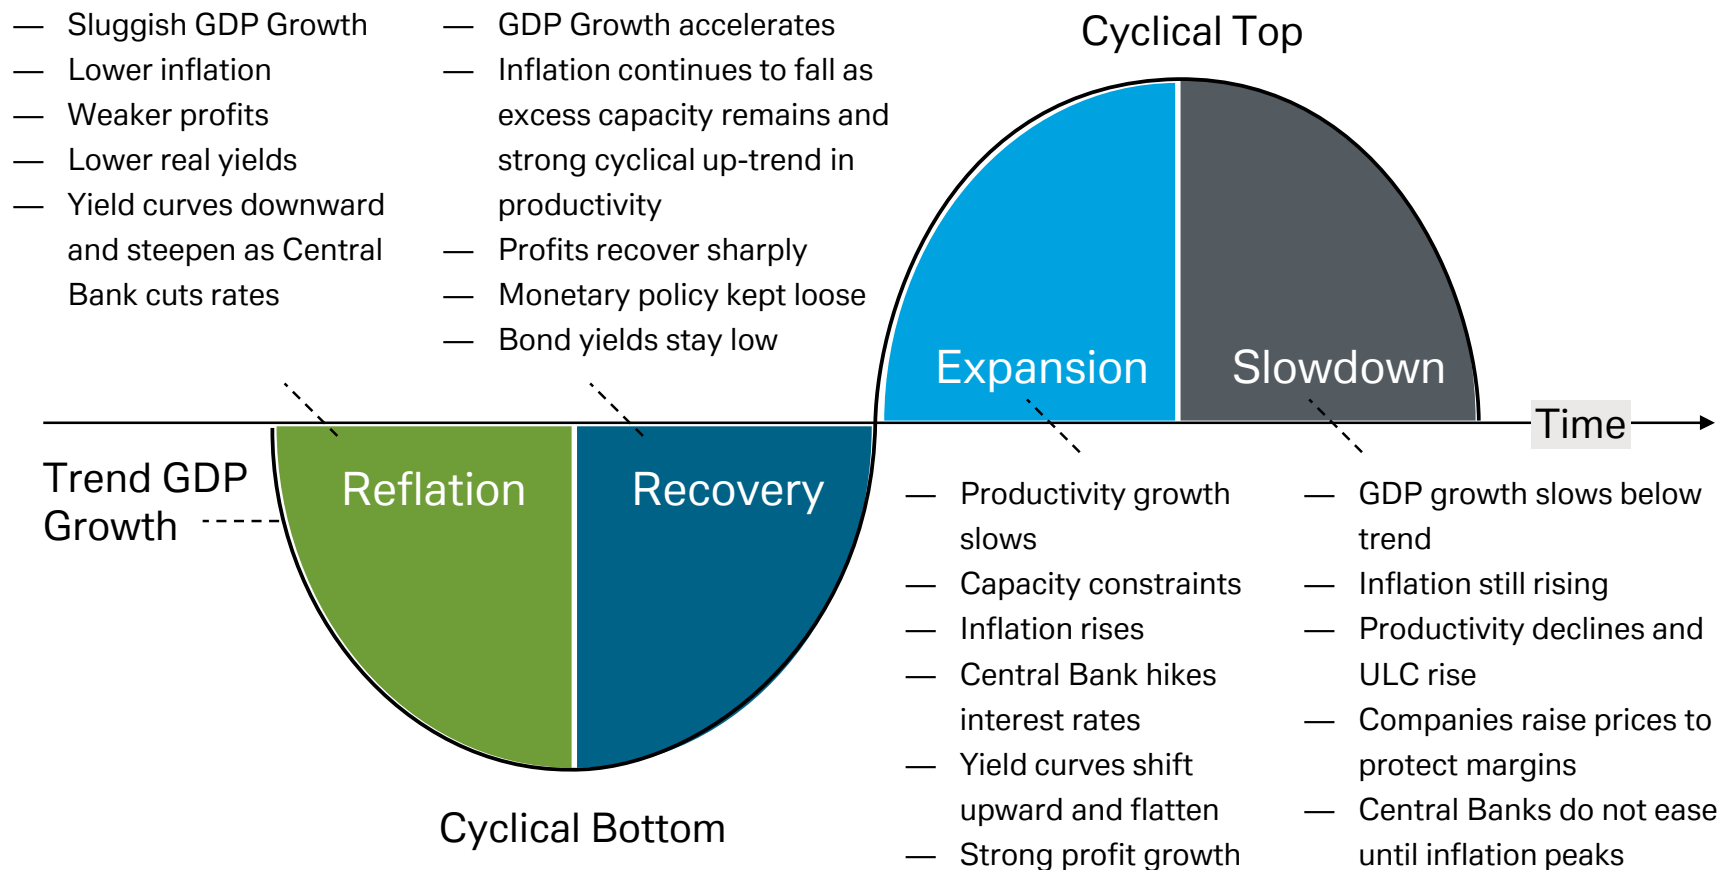 — Sluggish GDP Growth
— Lower inflation
— Weaker profits
— Lower real yields
— Yield curves downward
and steepen as Central
Bank cuts rates
— GDP Growth accelerates
— Inflation continues to fall as
excess capacity remains and
strong cyclical up-trend in
productivity
— Profits recover sharply
— Monetary policy kept loose
— Bond yields stay low
Cyclical Top
Expansion
Slowdown
Time
Trend GDP
Growth
Reflation
Recovery
Cyclical Bottom
— Productivity growth
slows
— Capacity constraints
— Inflation rises
— Central Bank hikes
interest rates
— Yield curves shift
upward and flatten
— Strong profit growth
— GDP growth slows below
trend
— Inflation still rising
— Productivity declines and
ULC rise
— Companies raise prices to
protect margins
— Central Banks do not ease
until inflation peaks